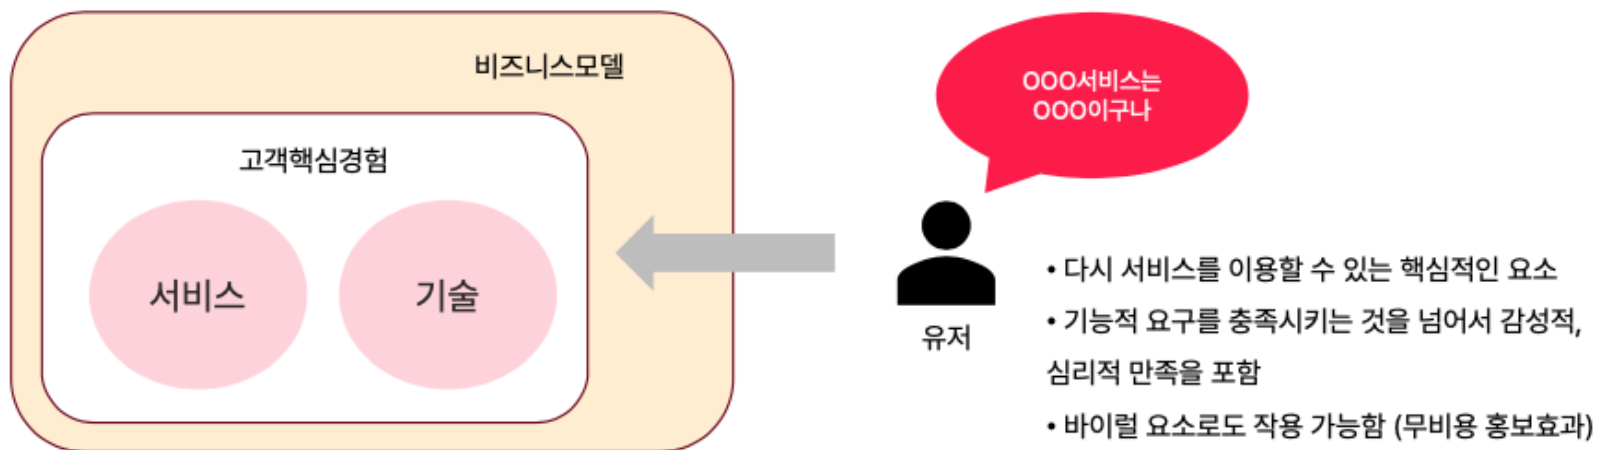 비즈니스모델
고객핵심경험
서비스
기술
OOO서비스는
OOO이구나
유저
• 다시 서비스를 이용할 수 있는 핵심적인 요소
• 기능적 요구를 충족시키는 것을 넘어서 감성적,
심리적 만족을 포함
• 바이럴 요소로도 작용 가능함 (무비용 홍보효과)